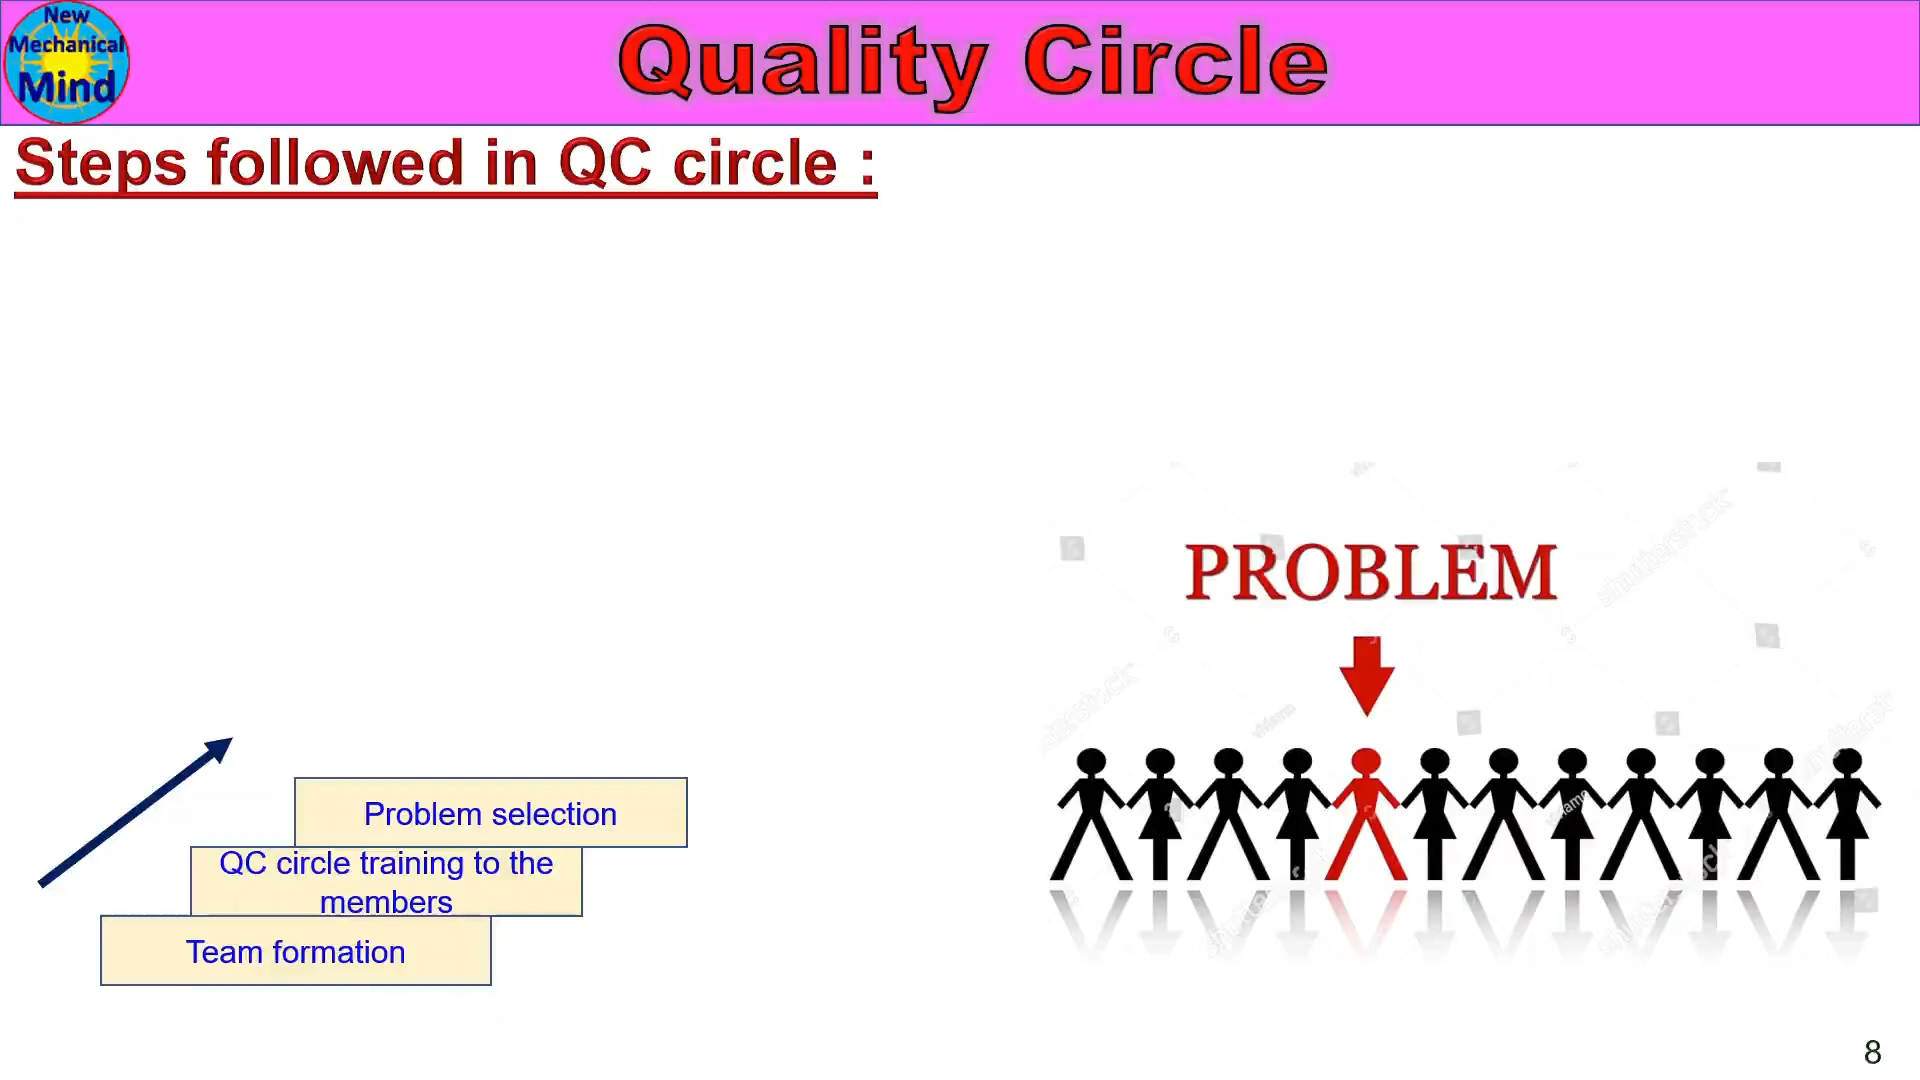 New
Mechanical
Mind
Quality Circle
Steps followed in QC circle :
PROBLEM
Problem selection
QC circle training to the
members
Team formation
8